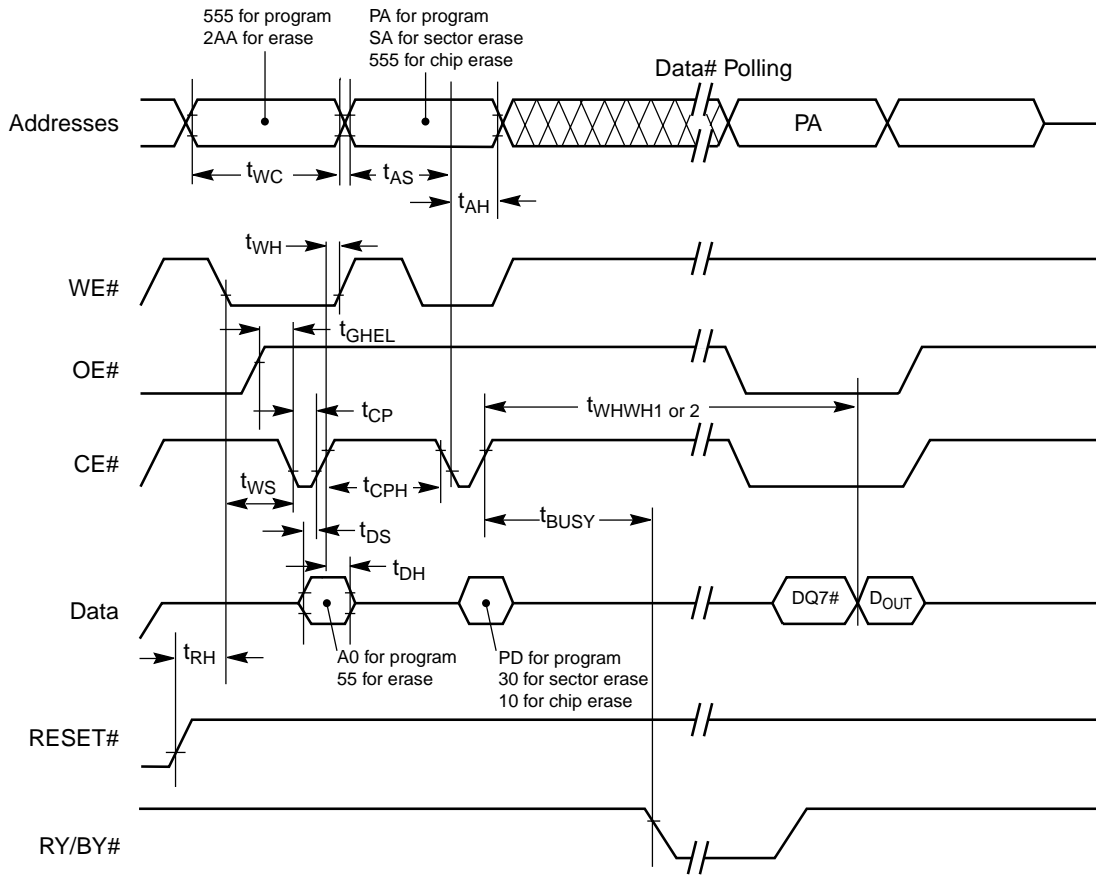 555 for program
2AA for erase
PA for program
SA for sector erase
555 for chip erase
Data# Polling
Addresses
PA
tWC
tAS
tAH
tWH
WE#
tGHEL
OE#
tCP
tWHWH1 or 2
CE#
tWS
tCPH
tBUSY
tDS
tDH
Data
DQ7#
DOUT
tRH
A0 for program
55 for erase
PD for program
30 for sector erase
10 for chip erase
RESET#
RY/BY#